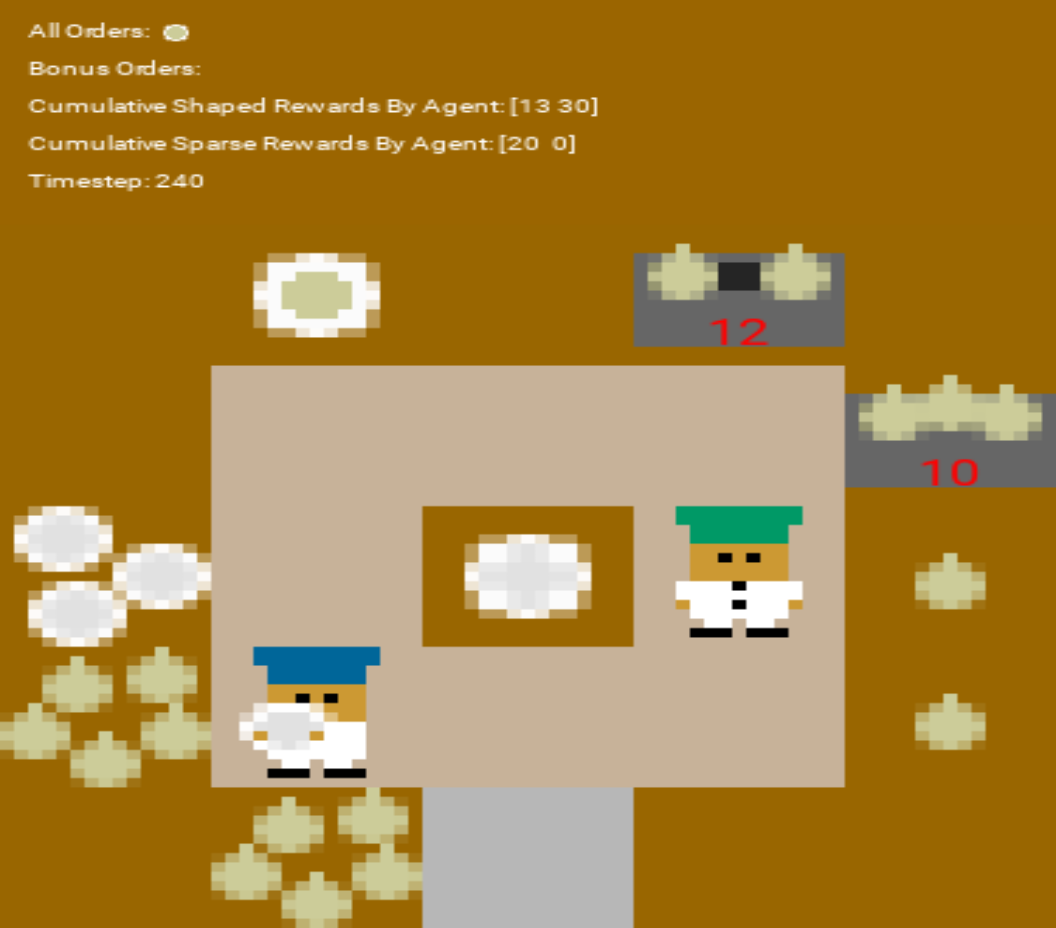 All Orders:
Bonus Orders:
Cumulative Shaped Rewards By Agent: [13 30]
Cumulative Sparse Rewards By Agent: [20  0]
Timestep: 240
12
10